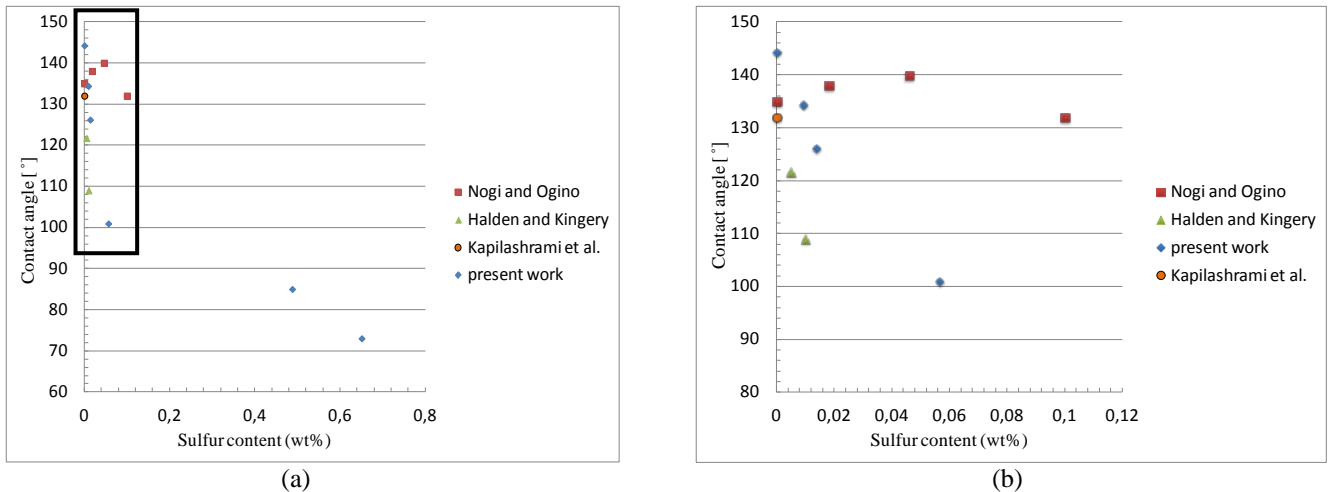 150
140
130
120
110
100
90
80
70
60
Contact angle [ ˚]
0
0,2
0,4
0,6
0,8
Sulfur content (wt%)
Nogi and Ogino
Halden and Kingery
Kapilashrami et al.
present work
(a)
150
140
130
120
110
100
90
80
Contact angle [ ˚]
0
0,02
0,04
0,06
0,08
0,1
0,12
Sulfur content (wt%)
Nogi and Ogino
Halden and Kingery
present work
Kapilashrami et al.
(b)